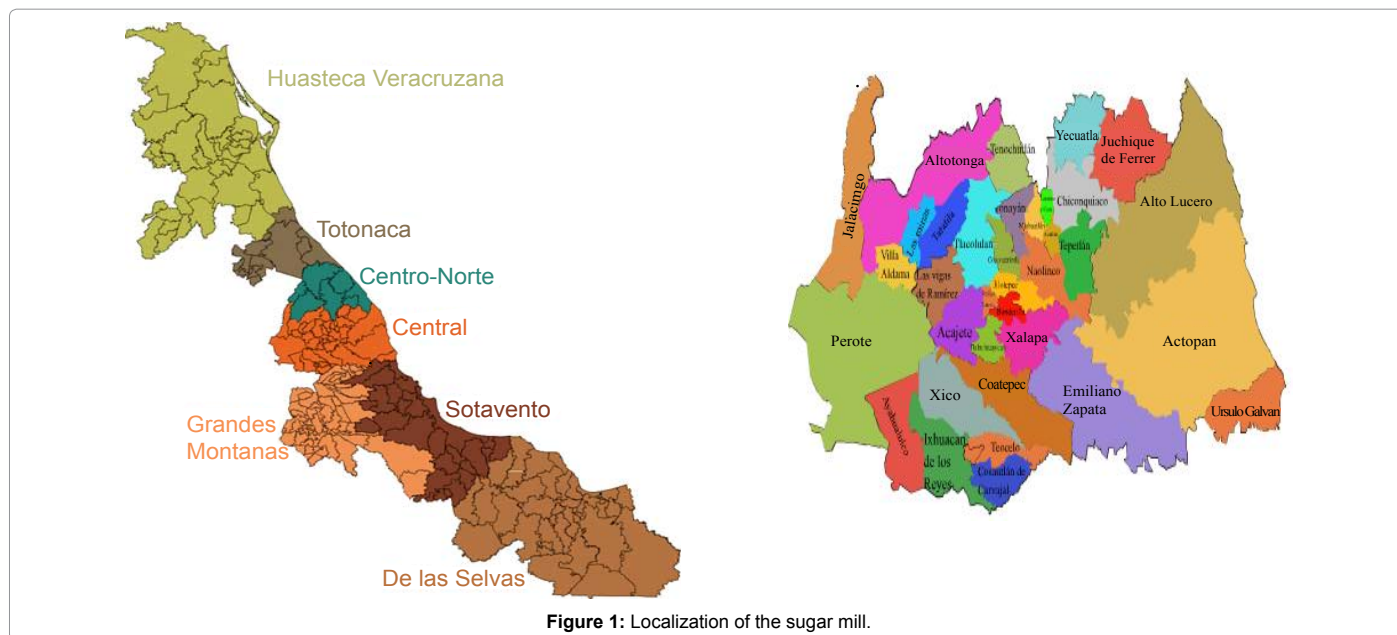 Huasteca Veracruzana
Totonaca
Centro-Norte
Central
Grandes
Montanas
Sotavento
De las Selvas
Yecuatla
Juchique
de Ferrer
Altotonga
Tenochtitlán
Jalacimgo
Chiconquiaco
Alto Lucero
Tatatila
Tlacolulan
Tepetlán
Villa
Aldama
Las vigas
de Ramírez
Naolinco
Perote
Acajete
Xalapa
Actopan
Xico
Coatepec
Emiliano
Zapata
Ursulo Galvan
Ayahualulco
Ixhuacan
de los
Reyes
Teocelo
Cosautlán de
Carvajal
Figure 1: Localization of the sugar mill.